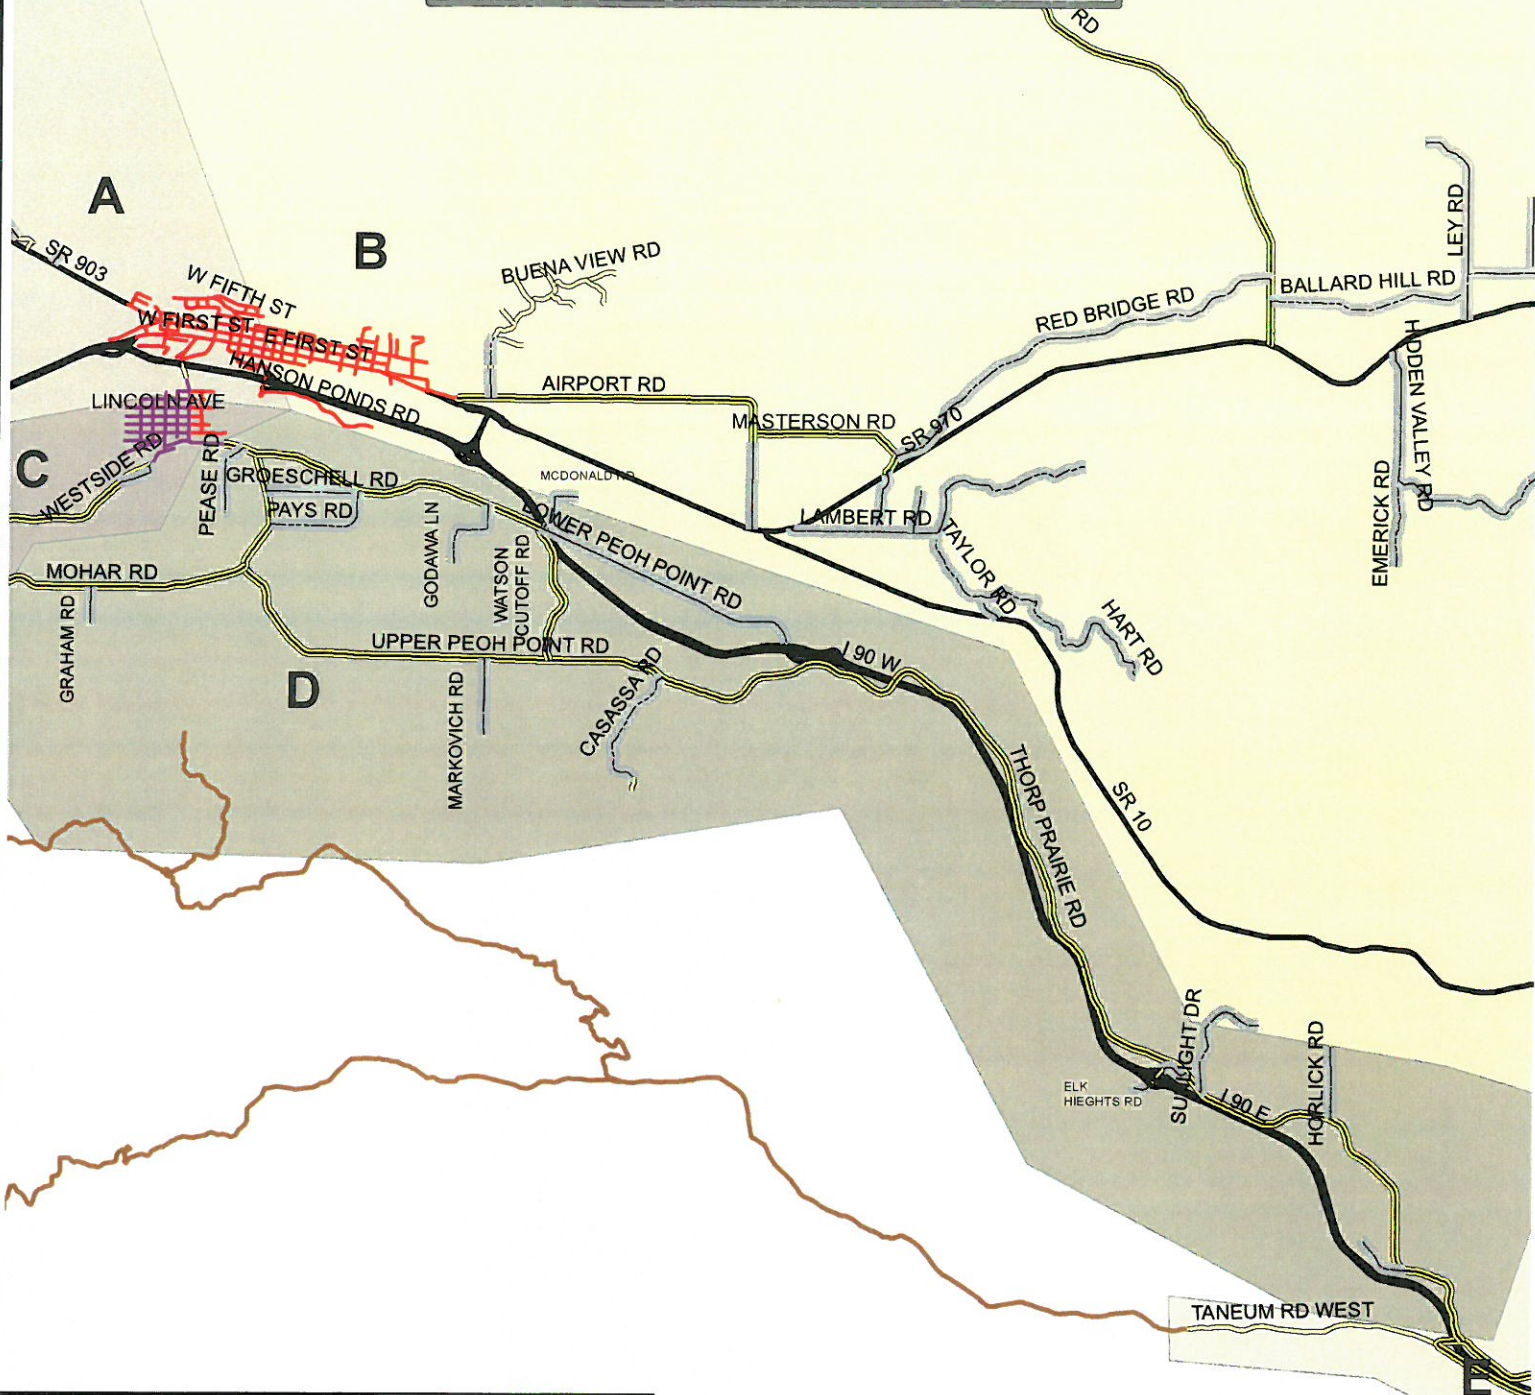 RD
A
B
SR 903
W FIFTH ST
BUENA VIEW RD
LEY RD
BALLARD HILL RD
RED BRIDGE RD
W FIRST ST
E FIRST ST
HANSON PONDS RD
AIRPORT RD
HIDDEN VALLEY RD
LINCOLN AVE
MASTERSON RD
SR 970
C
WESTSIDE RD
PEASE RD
GROESCHELL RD
MCDONALD RD
PAYS RD
GODAWA LN
LOWER PEOH POINT RD
LAMBERT RD
EMERICK RD
WATSON
CUTOFF RD
TAYLOR RD
MOHAR RD
GRAHAM RD
HART RD
UPPER PEOH POINT RD
I 90 W
D
MARKOVICH RD
CASASSA RD
THORP PRAIRIE RD
SR 10
SUNLIGHT DR
HORLICK RD
ELK
HIEGHTS RD
I 90 E
TANEUM RD WEST
E